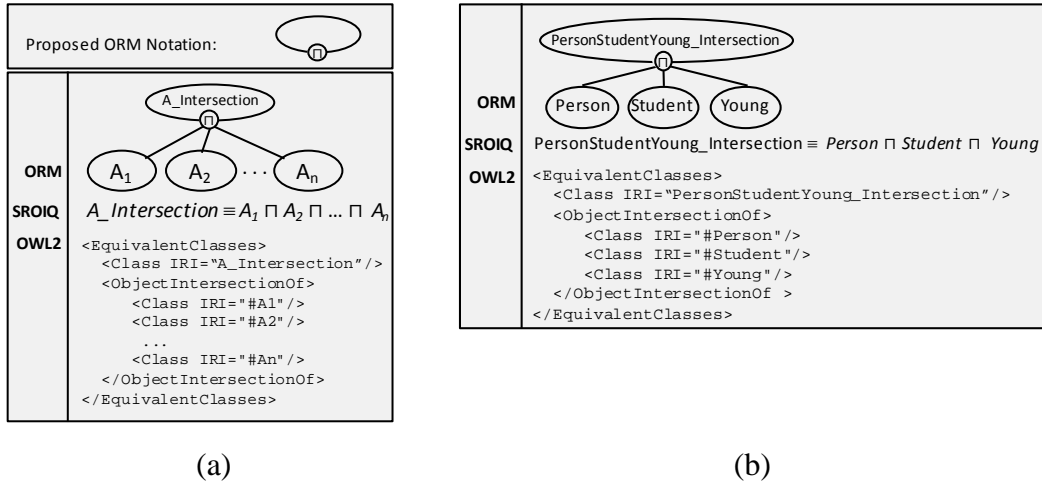 Proposed ORM Notation:
⊓
ORM
A_Intersection
⊓
A1 A2 · · · An
SROIQ
A_Intersection ≡ A1 ⊓ A2 ⊓ ... ⊓ An
OWL2
<EquivalentClasses>
<Class IRI=“A_Intersection”/>
<ObjectIntersectionOf>
<Class IRI="#A1"/>
<Class IRI="#A2"/>
...
<Class IRI="#An"/>
</ObjectIntersectionOf>
</EquivalentClasses>
(a)
PersonStudentYoung_Intersection
⊓
ORM
Person Student Young
SROIQ
PersonStudentYoung_Intersection ≡ Person ⊓ Student ⊓ Young
OWL2
<EquivalentClasses>
<Class IRI=“PersonStudentYoung_Intersection”/>
<ObjectIntersectionOf>
<Class IRI="#Person"/>
<Class IRI="#Student"/>
<Class IRI="#Young"/>
</ObjectIntersectionOf >
</EquivalentClasses>
(b)